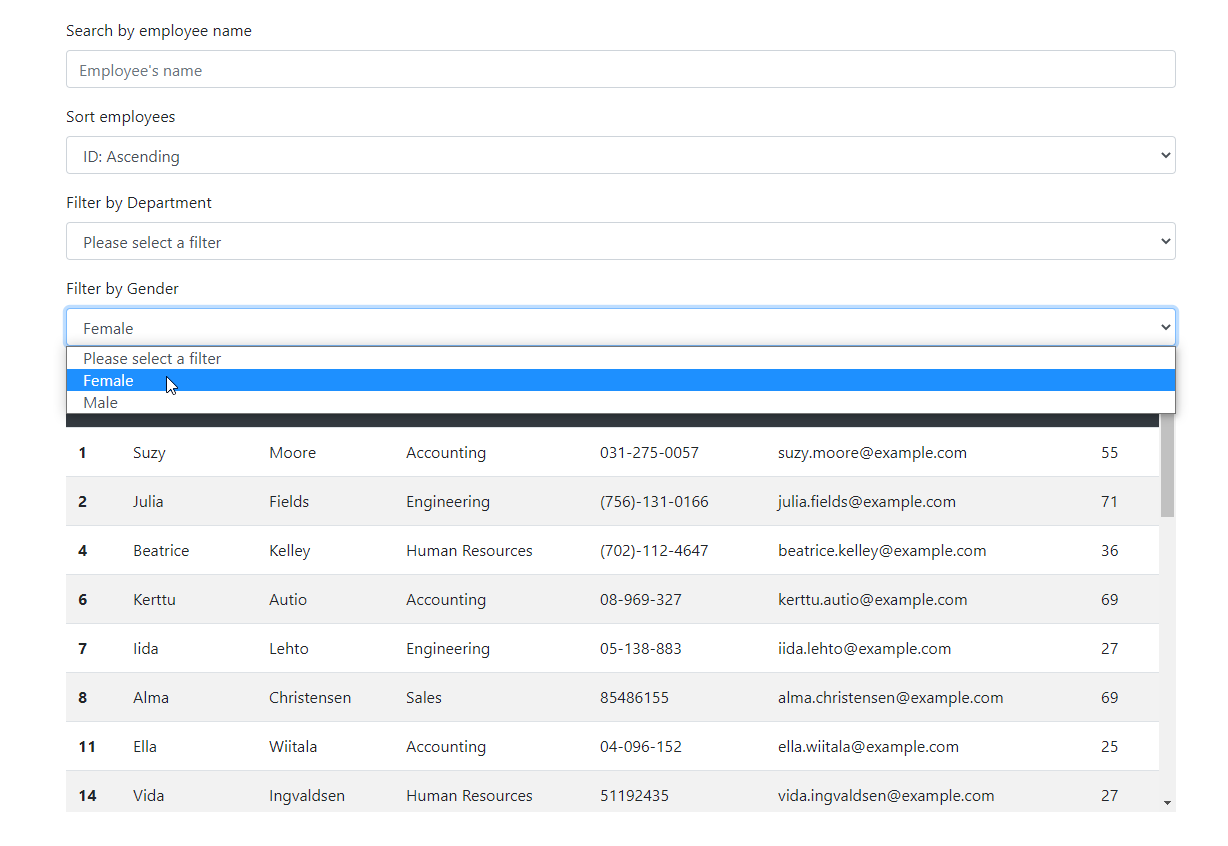 Search by employee name
Employee's name
Sort employees
ID: Ascending
Filter by Department
Please select a filter
Filter by Gender
Female
Please select a filter
Female
Male
1 Suzy Moore Accounting 031-275-0057 suzy.moore@example.com 55
2 Julia Fields Engineering (756)-131-0166 julia.fields@example.com 71
4 Beatrice Kelley Human Resources (702)-112-4647 beatrice.kelley@example.com 36
6 Kerttu Autio Accounting 08-969-327 kerttu.autio@example.com 69
7 Iida Lehto Engineering 05-138-883 iida.lehto@example.com 27
8 Alma Christensen Sales 85486155 alma.christensen@example.com 69
11 Ella Wiitala Accounting 04-096-152 ella.wiitala@example.com 25
14 Vida Ingvaldsen Human Resources 51192435 vida.ingvaldsen@example.com 27